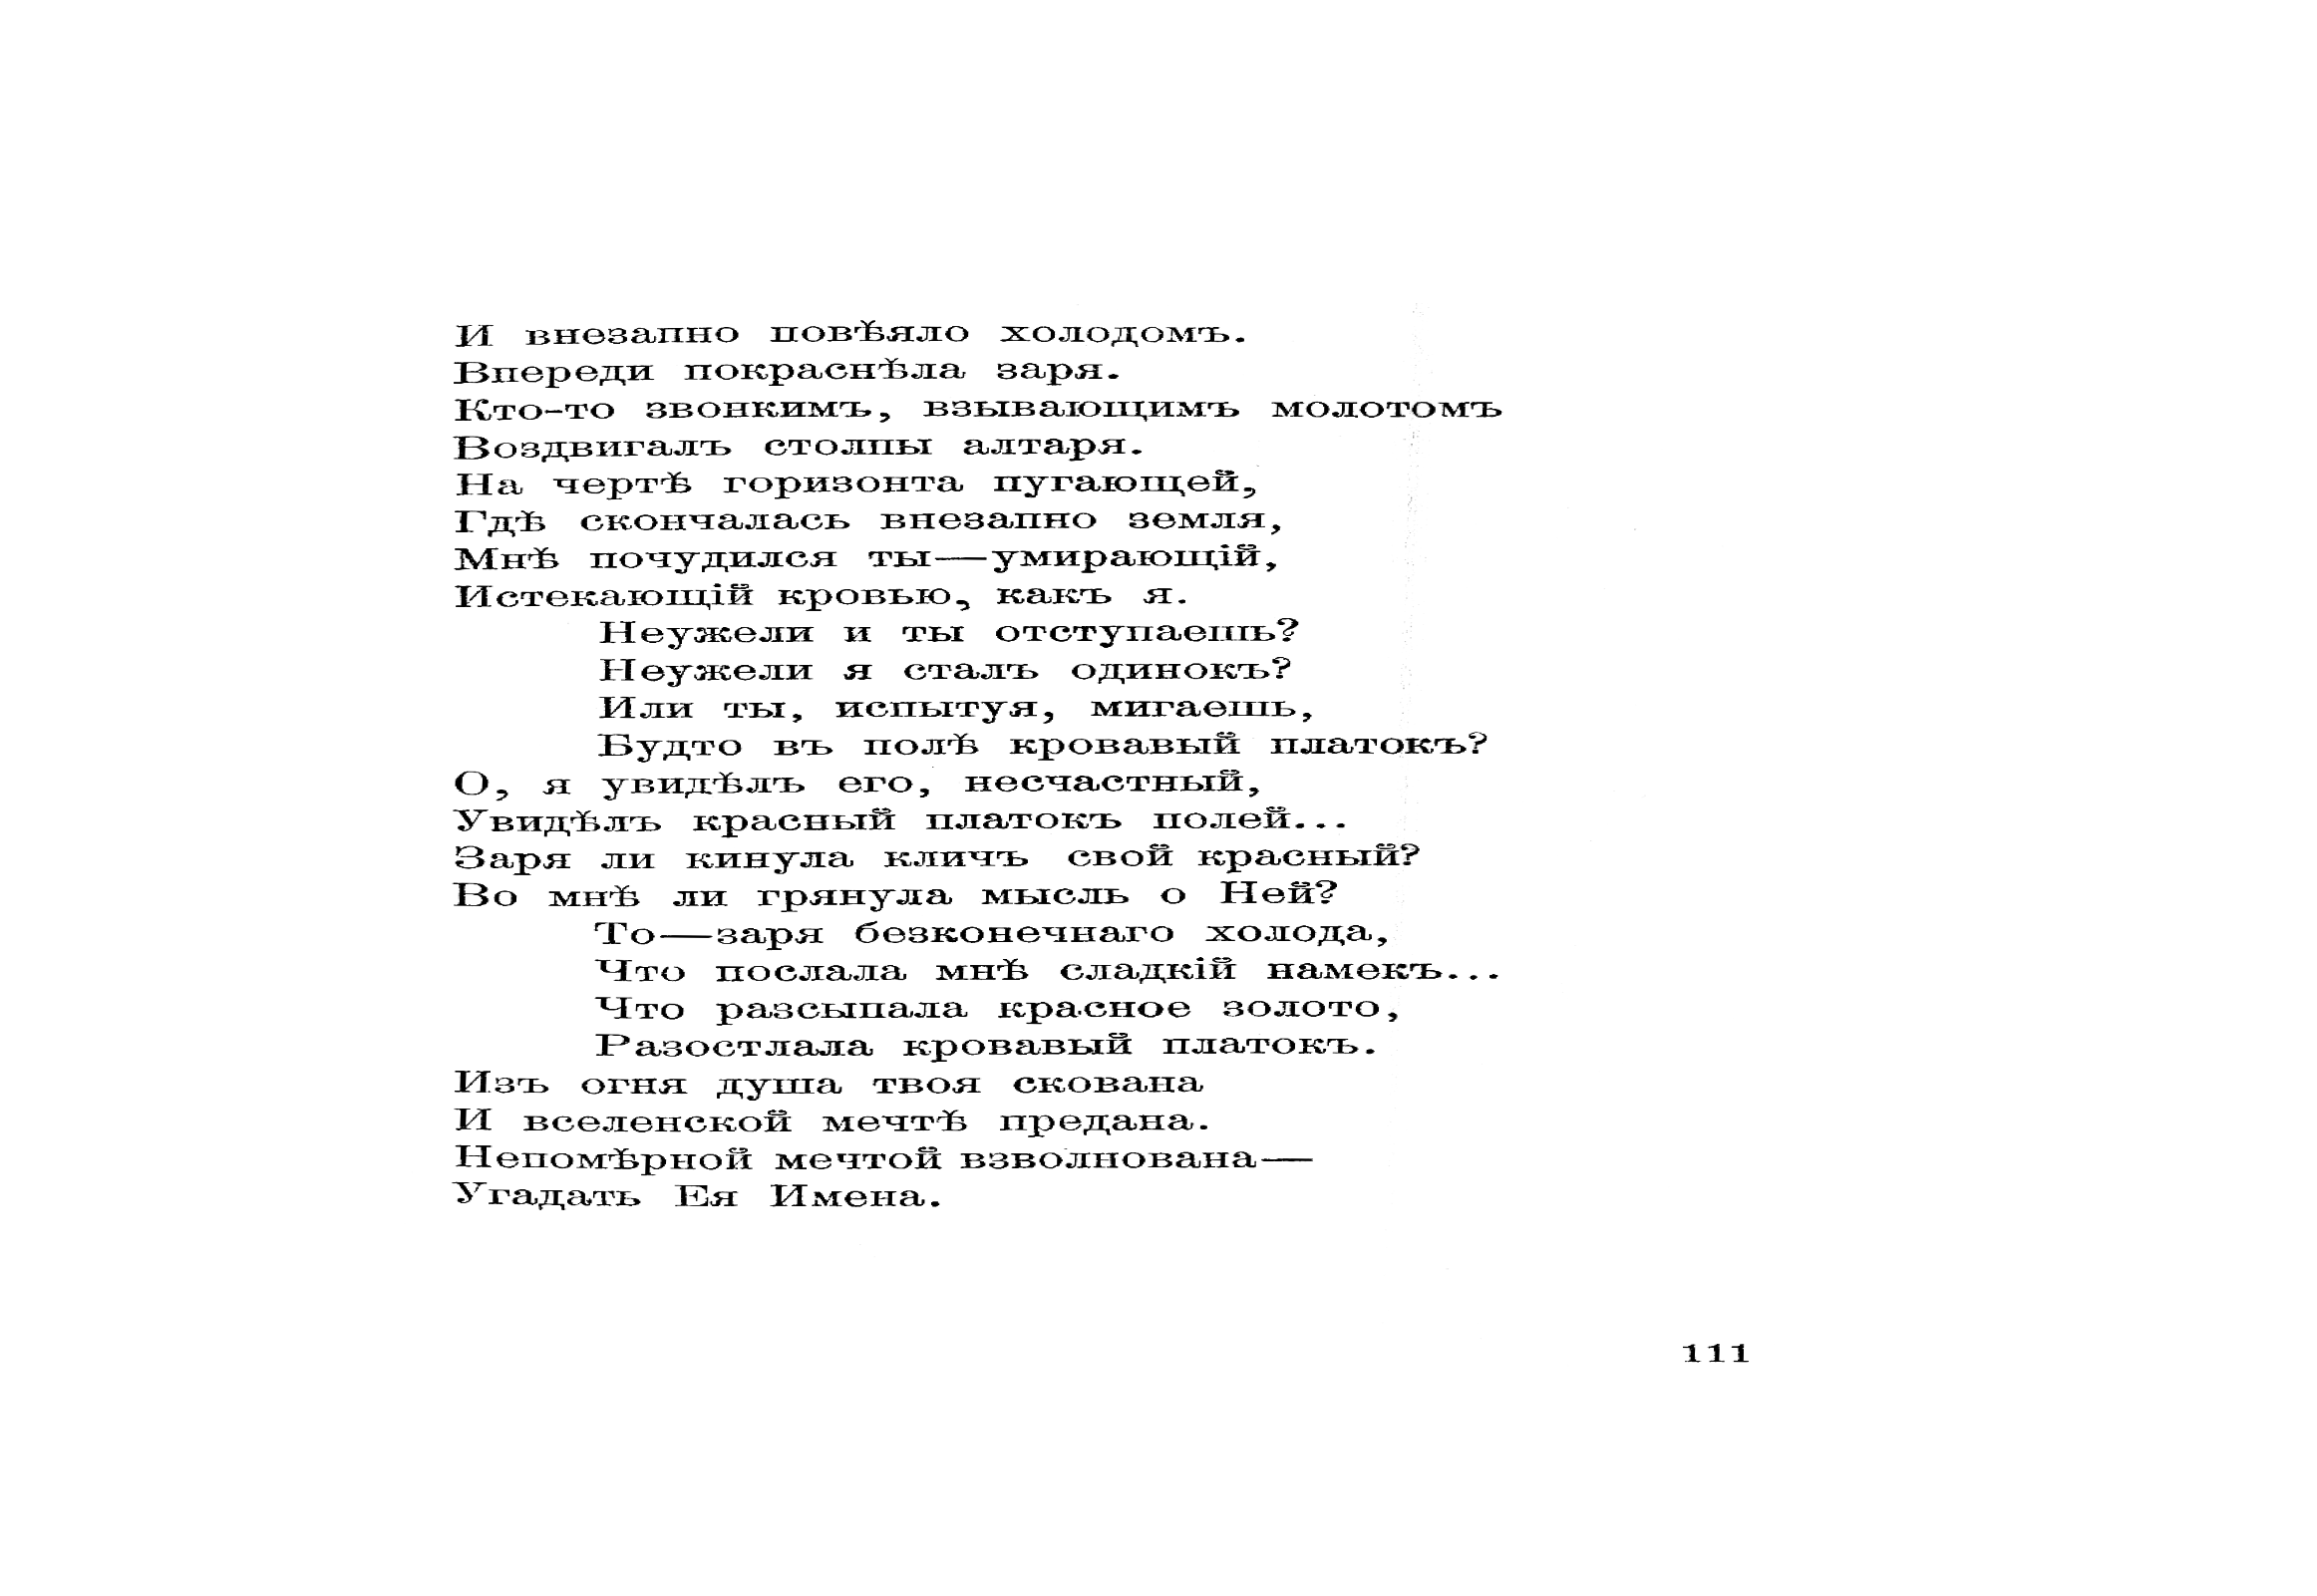 И внезапно повѣяло холодомъ.
Впереди покраснѣла заря.
Кто-то звонкимъ, взывающимъ молотомъ
Воздвигалъ столпы алтаря.
На чертѣ горизонта пугающей,
Гдѣ скончалась внезапно земля,
Мнѣ почудился ты—умирающій,
Истекающій кровью, какъ я.
Неужели и ты отступаешь?
Неужели я сталъ одинокъ?
Или ты, испытуя, мигаешь,
Будто въ полѣ кровавый платокъ?
О, я увидѣлъ его, несчастный,
Увидѣлъ красный платокъ полей...
Заря ли кинула кличъ свой красный?
Во мнѣ ли грянула мысль о Ней?
То—заря безконечнаго холода,
Что послала мнѣ сладкій намекъ...
Что разсыпала красное золото,
Разостлала кровавый платокъ.
Изъ огня душа твоя скована
И вселенской мечтѣ предана.
Непомѣрной мечтой взволнована—
Угадать Ея Имена.
111